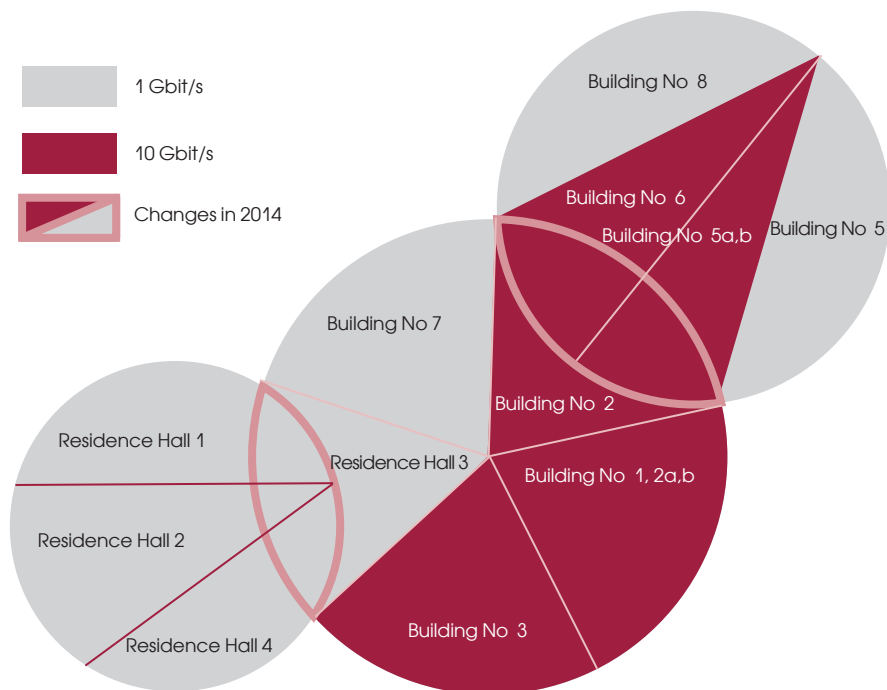 1 Gbit/s
10 Gbit/s
Changes in 2014
Building No 8
Building No 6
Building No 5a,b
Building No 5
Building No 7
Building No 2
Residence Hall 1
Residence Hall 3
Building No 1, 2a,b
Residence Hall 2
Building No 3
Residence Hall 4